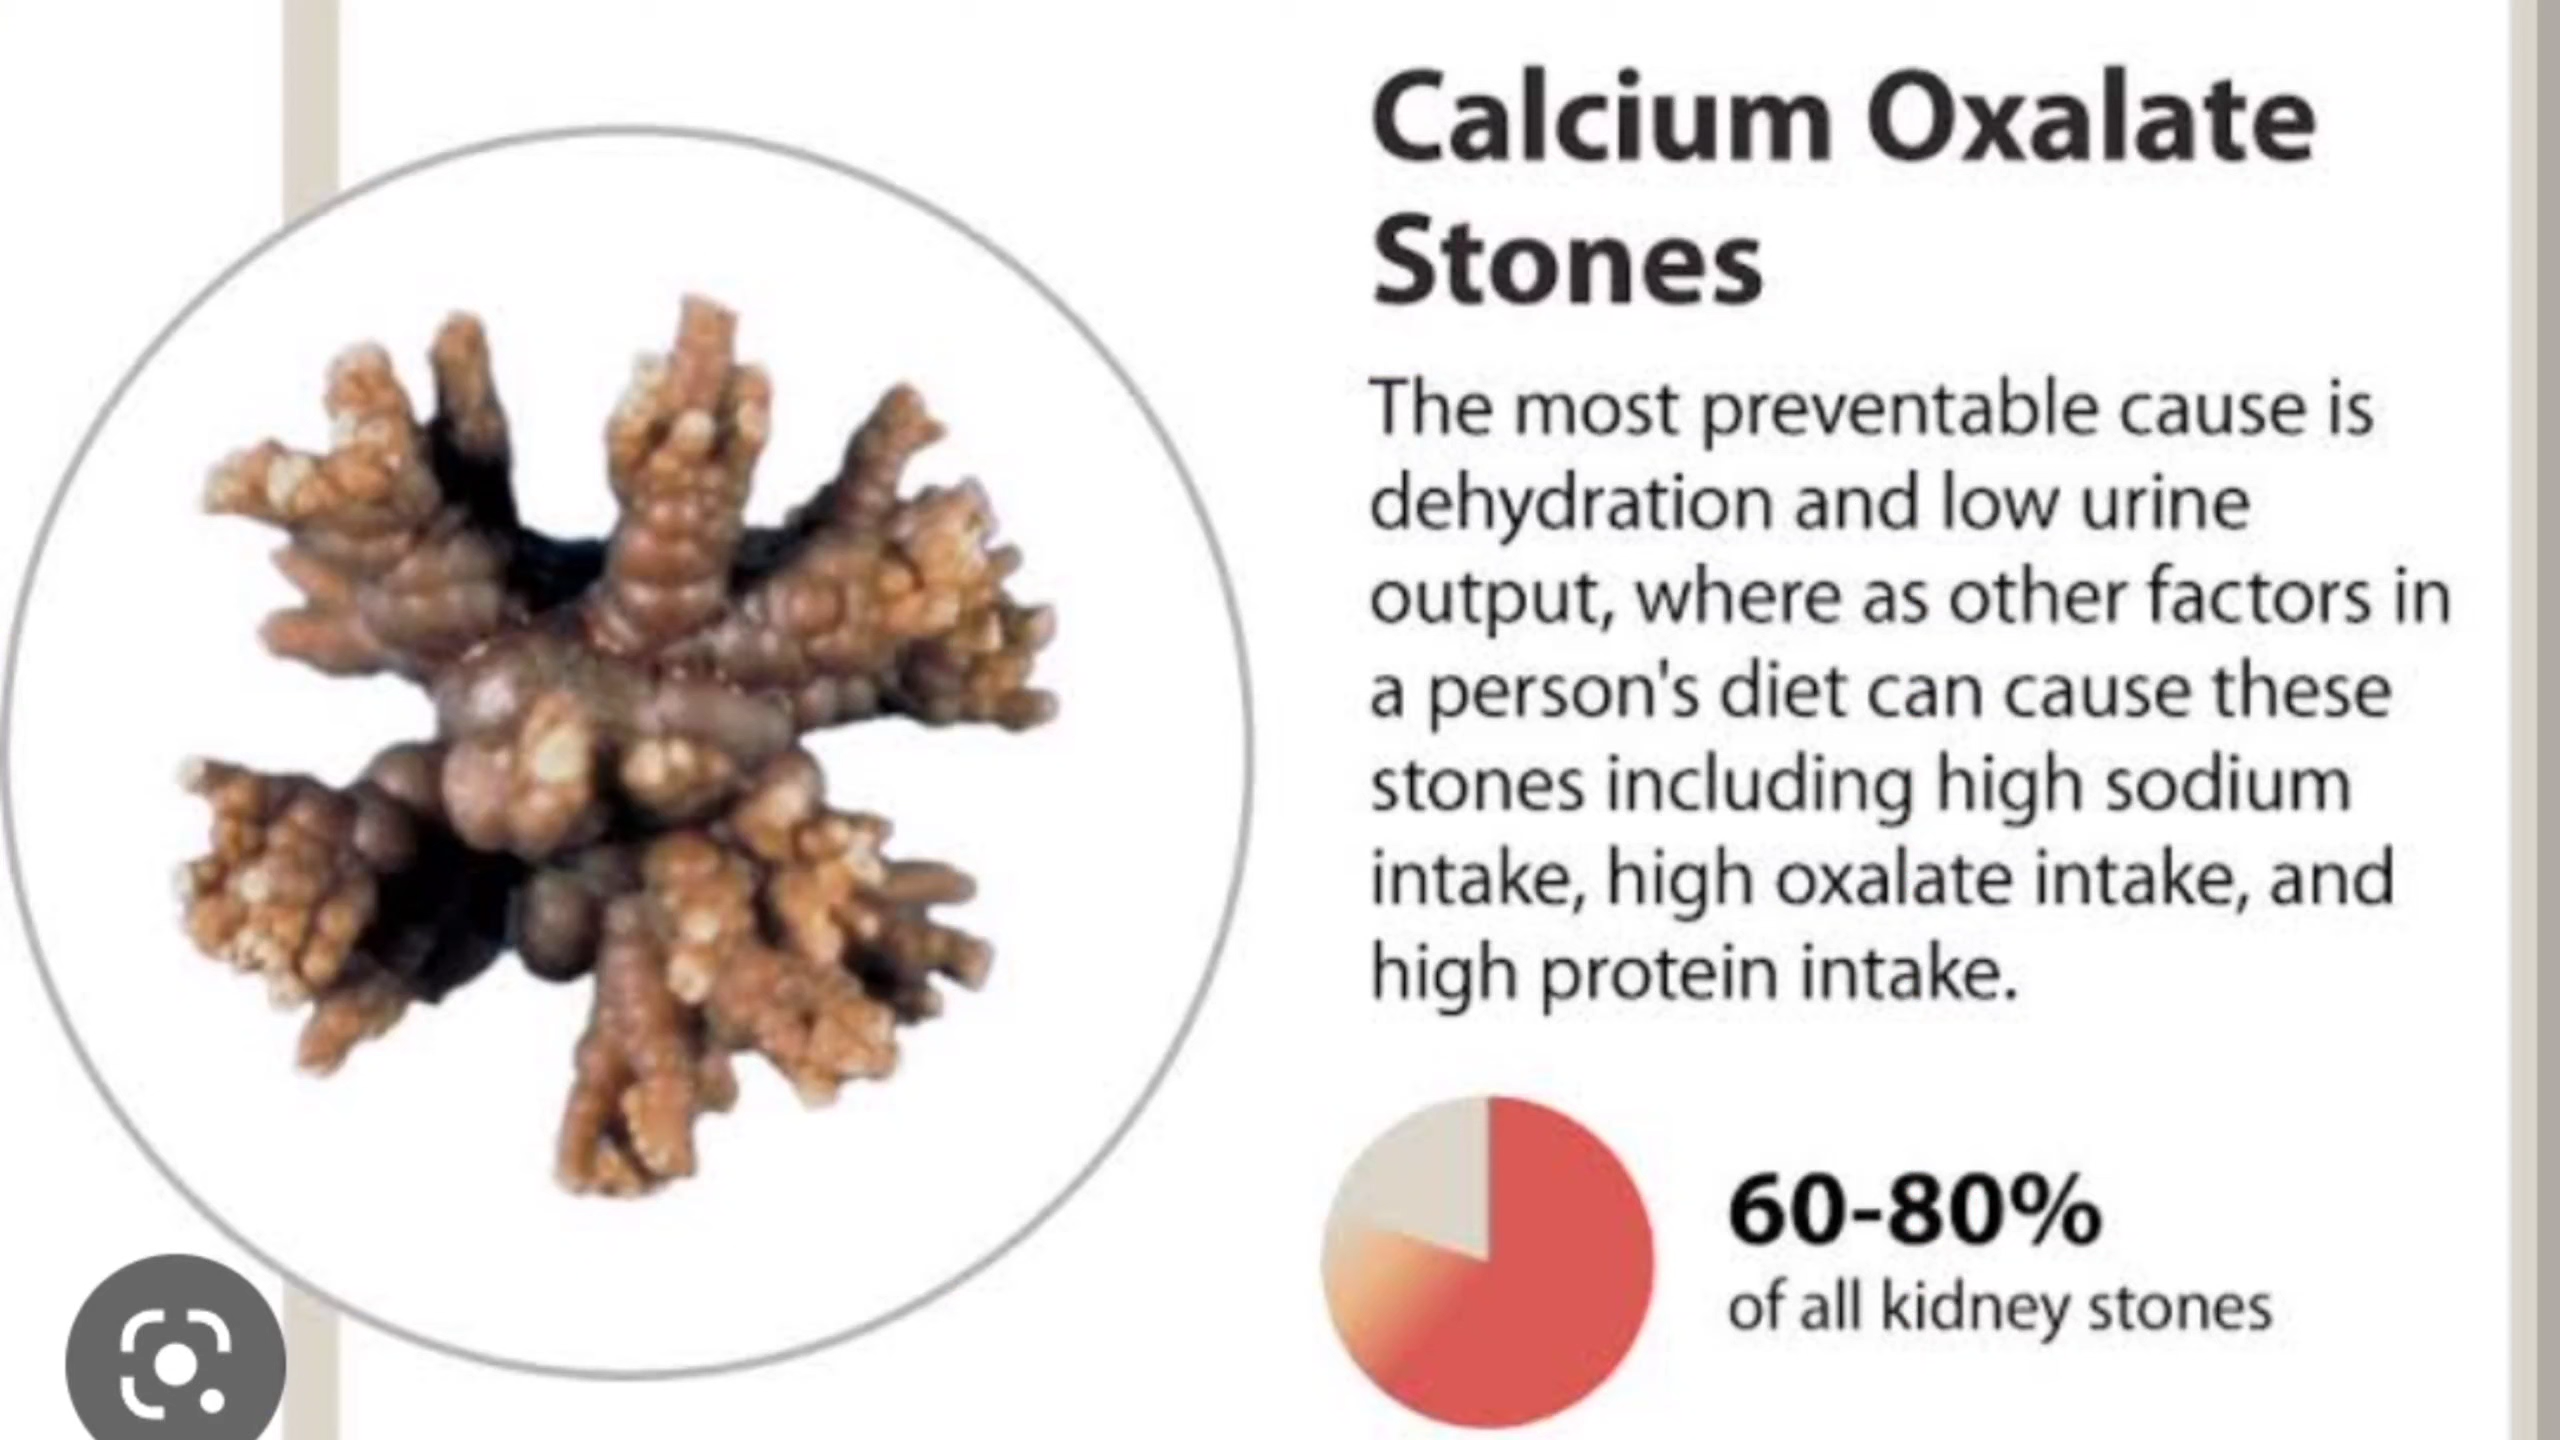 Calcium Oxalate
Stones
The most preventable cause is
dehydration and low urine
output, where as other factors in
a person's diet can cause these
stones including high sodium
intake, high oxalate intake, and
high protein intake.
60-80%
of all kidney stones